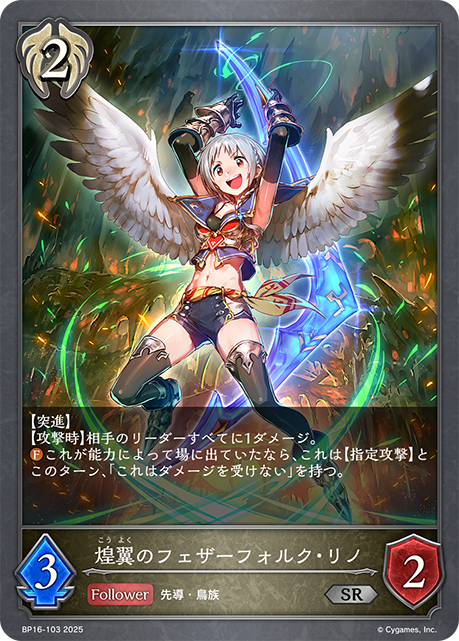 2
【突進】
【攻撃時】相手のリーダーすべてに1ダメージ。
Fこれが能力によって場に出ていたなら、これは【指定攻撃】と
このターン、「これはダメージを受けない」を持つ。
こう よく
煌翼のフェザーフォルク・リノ
3
Follower 先導・鳥族
SR
2
BP16-103 2025
© Cygames, Inc.